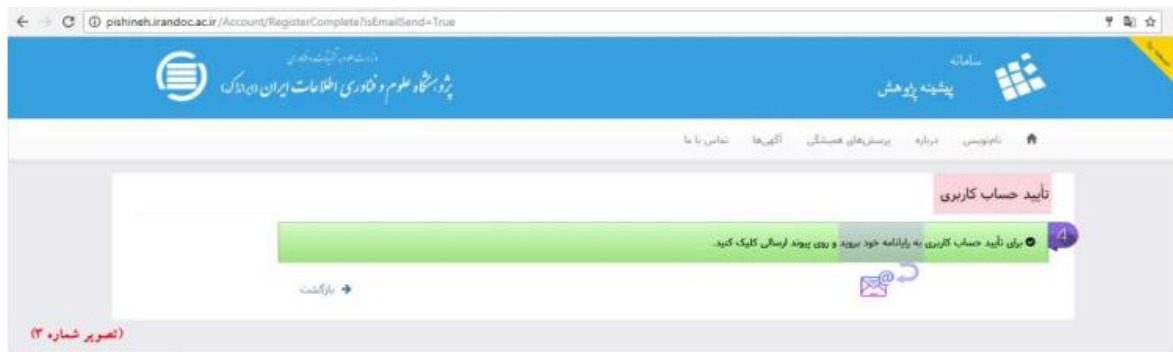 pishineh.irandoc.ac.ir/Account/RegisterComplete?isEmailSend=True
سامانه
پیشینه پژوهش
پژوهشگاه علوم و فناوری اطلاعات ایران (ایرانداک)
نام‌نویسی درباره پرسش‌های همیشگی آگهی‌ها تماس با ما
تأیید حساب کاربری
4
برای تأیید حساب کاربری به رایانامه خود بروید و روی پیوند ارسالی کلیک کنید.
بازگشت
(تصویر شماره ۳)